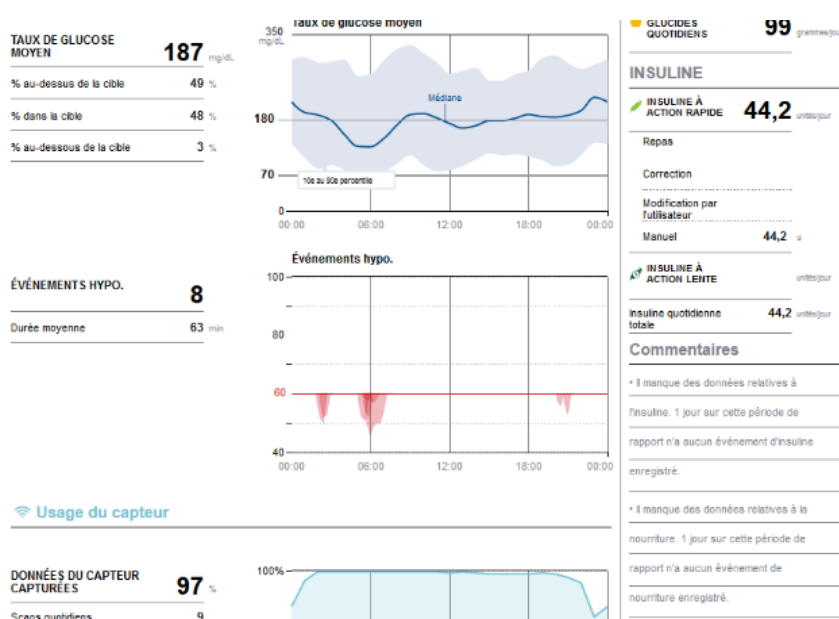 Taux de glucose moyen
TAUX DE GLUCOSE
MOYEN 187 mg/dL
% au-dessus de la cible 49 %
% dans la cible 48 %
% au-dessous de la cible 3 %
350
mg/dL
180
70
0
Médiane
10e au 90e percentile
00:00 06:00 12:00 18:00 00:00
ÉVÉNEMENTS HYPO. 8
Durée moyenne 63 min
Événements hypo.
100
80
60
40
00:00 06:00 12:00 18:00 00:00
Usage du capteur
DONNÉES DU CAPTEUR
CAPTURÉES 97 %
Scans quotidiens 9
100%
GLUCIDES
QUOTIDIENS 99 grammes/jour
INSULINE
INSULINE À
ACTION RAPIDE 44,2 unités/jour
Repas
Correction
Modification par
l'utilisateur
Manuel 44,2 u
INSULINE À
ACTION LENTE unités/jour
Insuline quotidienne
totale 44,2 unités/jour
Commentaires
• Il manque des données relatives à
l'insuline. 1 jour sur cette période de
rapport n'a aucun événement d'insuline
enregistré.
• Il manque des données relatives à la
nourriture. 1 jour sur cette période de
rapport n'a aucun événement de
nourriture enregistré.